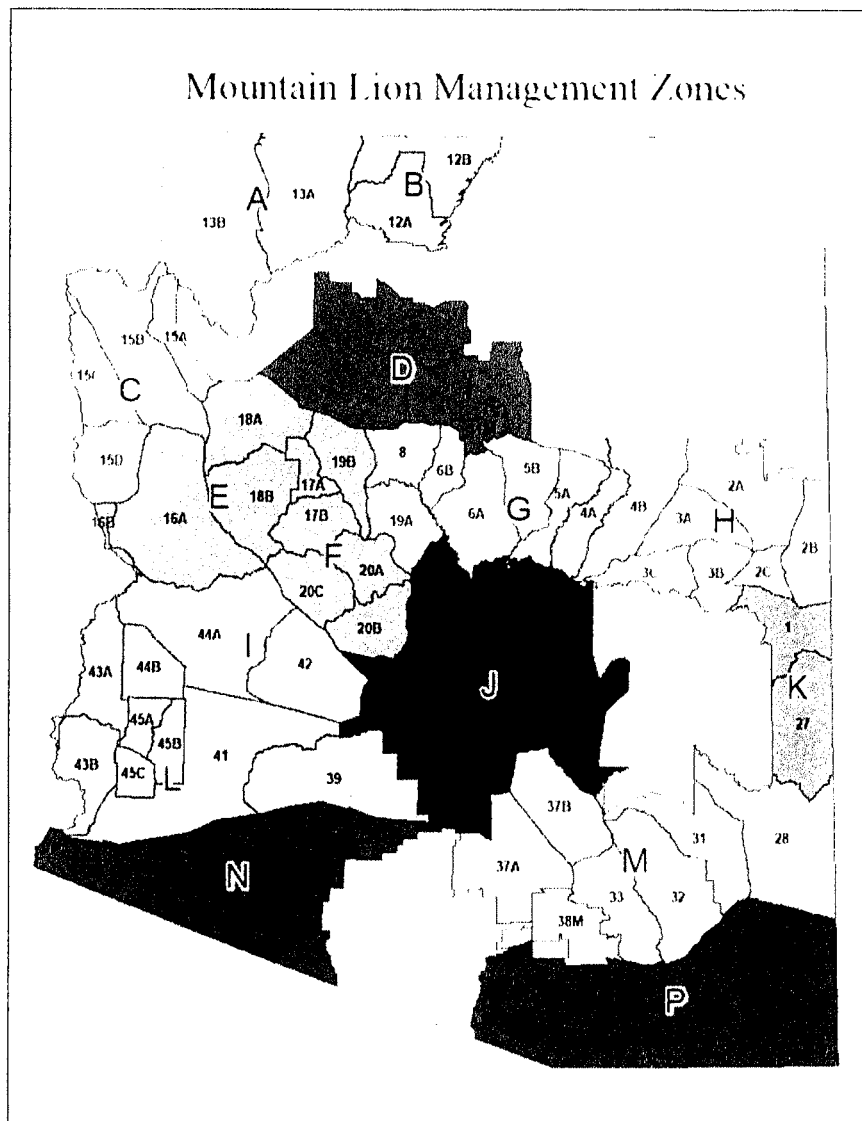 Mountain Lion Management Zones
12B
B
13A
A
12A
13B
15B
15A
D
15C
C
18A
8
19B
6B
5B
2A
15D
17A
5A
E
18B
4B
16A
17B
G
4A
3A
H
16B
6A
19A
2B
F
20A
3C
3B
2C
20C
1
20B
44A
I
42
44B
43A
J
K
27
45A
45B
41
43B
45C
L
39
37B
31
28
M
37A
N
33
32
38M
P